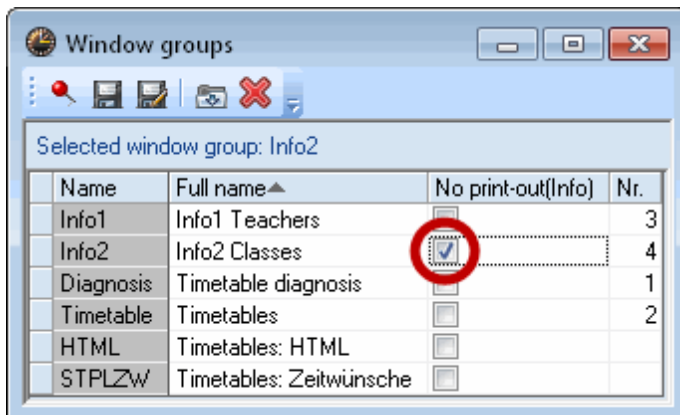 Window groups
Selected window group: Info2
Name Full name No print-out(Info) Nr.
Info1 Info1 Teachers 3
Info2 Info2 Classes 4
Diagnosis Timetable diagnosis 1
Timetable Timetables 2
HTML Timetables: HTML
STPLZW Timetables: Zeitwünsche